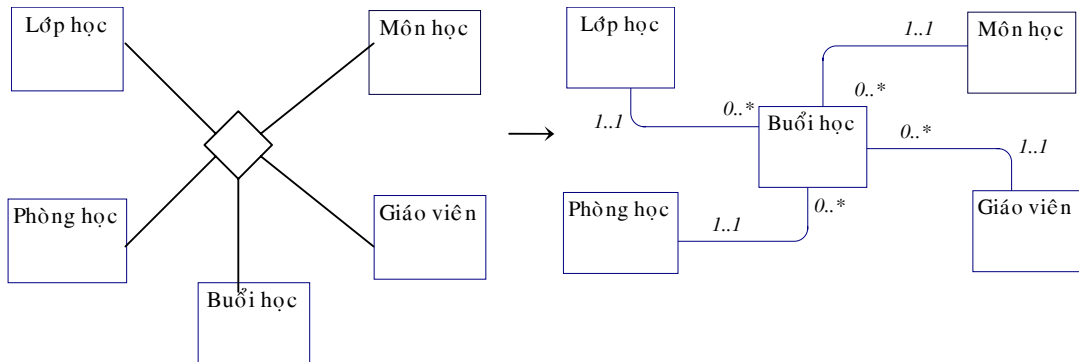 Lớp học
Môn học
Phòng học
Giáo viên
Buổi học
→
Lớp học
Môn học
1..1
0..*
0..*
1..1
Buổi học
0..*
1..1
Phòng học
0..*
Giáo viên
1..1